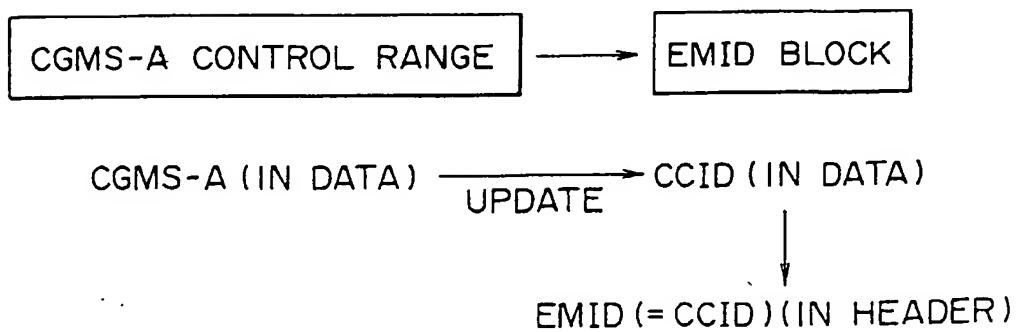 CGMS-A CONTROL RANGE → EMID BLOCK
CGMS-A (IN DATA) → CCID (IN DATA)
UPDATE
EMID (=CCID) (IN HEADER)